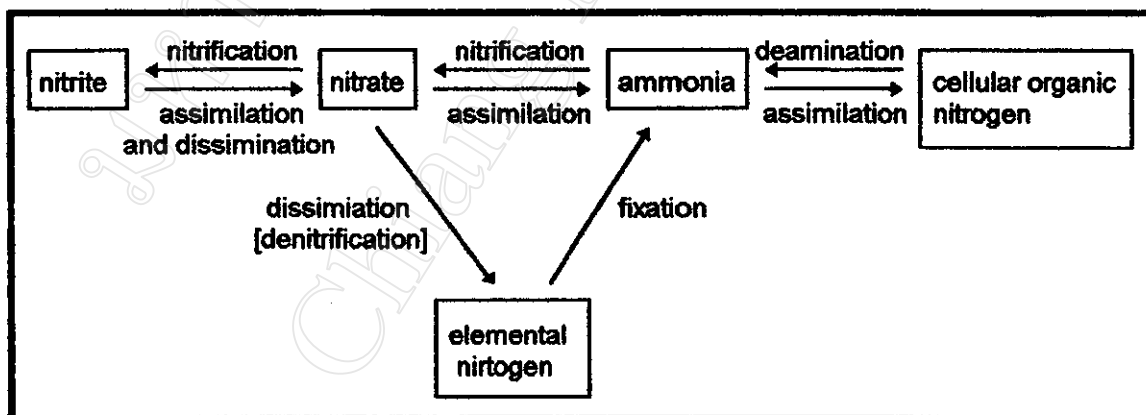 nitrification
nitrification
deamination
nitrite
nitrate
ammonia
cellular organic
nitrogen
assimilation
and dissimination
assimilation
assimilation
dissimiation
[denitrification]
fixation
elemental
nirtogen
Chiang